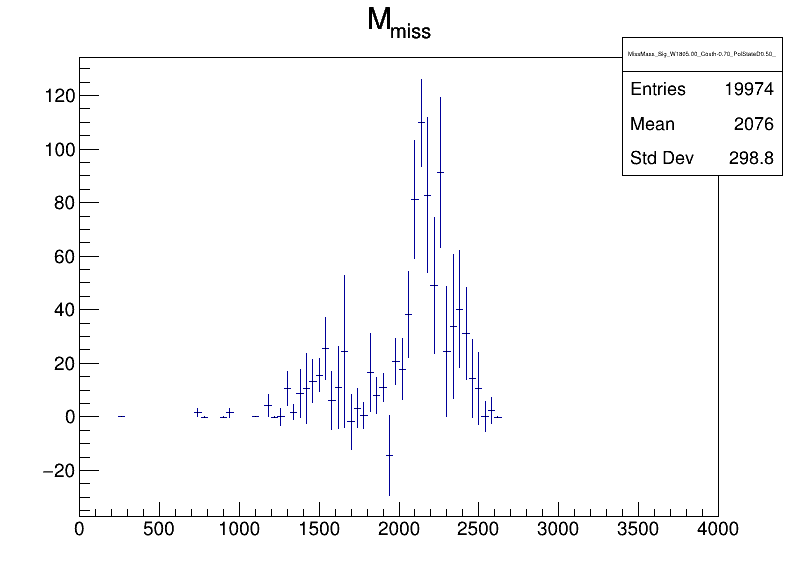 M_miss
MissMass_Sig_W1805.00_Costh-0.70_PolStateD0.50_
Entries 19974
Mean 2076
Std Dev 298.8
120
100
80
60
40
20
0
−20
0 500 1000 1500 2000 2500 3000 3500 4000